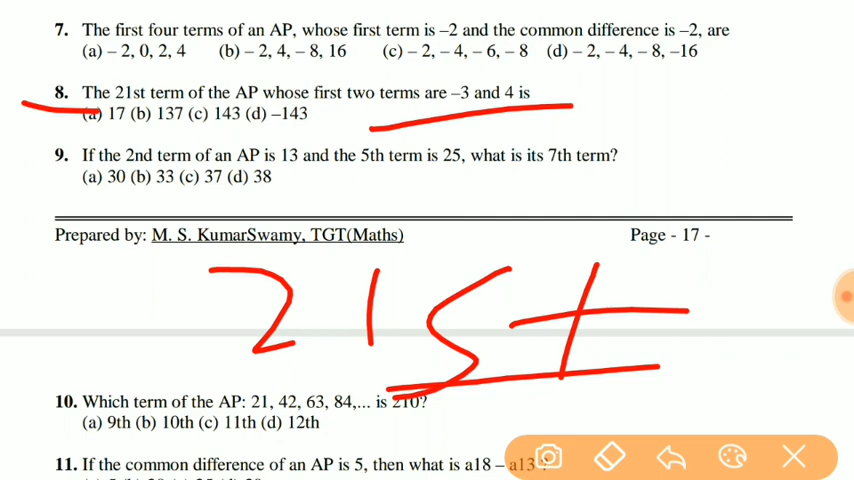 7. The first four terms of an AP, whose first term is –2 and the common difference is –2, are
(a) – 2, 0, 2, 4 (b) – 2, 4, – 8, 16 (c) – 2, – 4, – 6, – 8 (d) – 2, – 4, – 8, –16
8. The 21st term of the AP whose first two terms are –3 and 4 is
(a) 17 (b) 137 (c) 143 (d) –143
9. If the 2nd term of an AP is 13 and the 5th term is 25, what is its 7th term?
(a) 30 (b) 33 (c) 37 (d) 38
Prepared by: M. S. KumarSwamy, TGT(Maths) Page - 17 -
21st
10. Which term of the AP: 21, 42, 63, 84,... is 210?
(a) 9th (b) 10th (c) 11th (d) 12th
11. If the common difference of an AP is 5, then what is a18 – a13